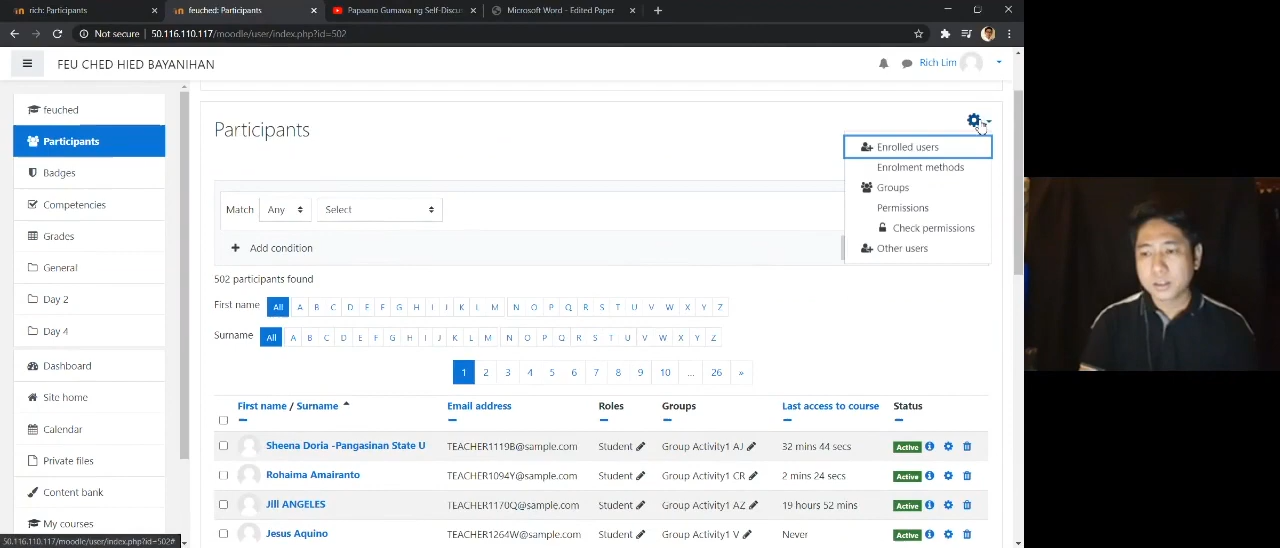 rich: Participants
feuched: Participants
Papaano Gumawa ng Self-Discus
Microsoft Word - Edited Paper
Not secure 50.116.110.117/moodle/user/index.php?id=502
FEU CHED HIED BAYANIHAN
Rich Lim
feuched
Participants
Badges
Competencies
Grades
General
Day 2
Day 4
Dashboard
Site home
Calendar
Private files
Content bank
My courses
50.116.110.117/moodle/user/index.php?id=502#
Participants
Enrolled users
Enrolment methods
Groups
Permissions
Check permissions
Other users
Match Any Select
Add condition
502 participants found
First name All A B C D E F G H I J K L M N O P Q R S T U V W X Y Z
Surname All A B C D E F G H I J K L M N O P Q R S T U V W X Y Z
1 2 3 4 5 6 7 8 9 10 ... 26 »
First name / Surname Email address Roles Groups Last access to course Status
Sheena Doria -Pangasinan State U TEACHER1119B@sample.com Student Group Activity1 AJ 32 mins 44 secs Active
Rohaima Amairanto TEACHER1094Y@sample.com Student Group Activity1 CR 2 mins 24 secs Active
Jill ANGELES TEACHER1170Q@sample.com Student Group Activity1 AZ 19 hours 52 mins Active
Jesus Aquino TEACHER1264W@sample.com Student Group Activity1 V Never Active